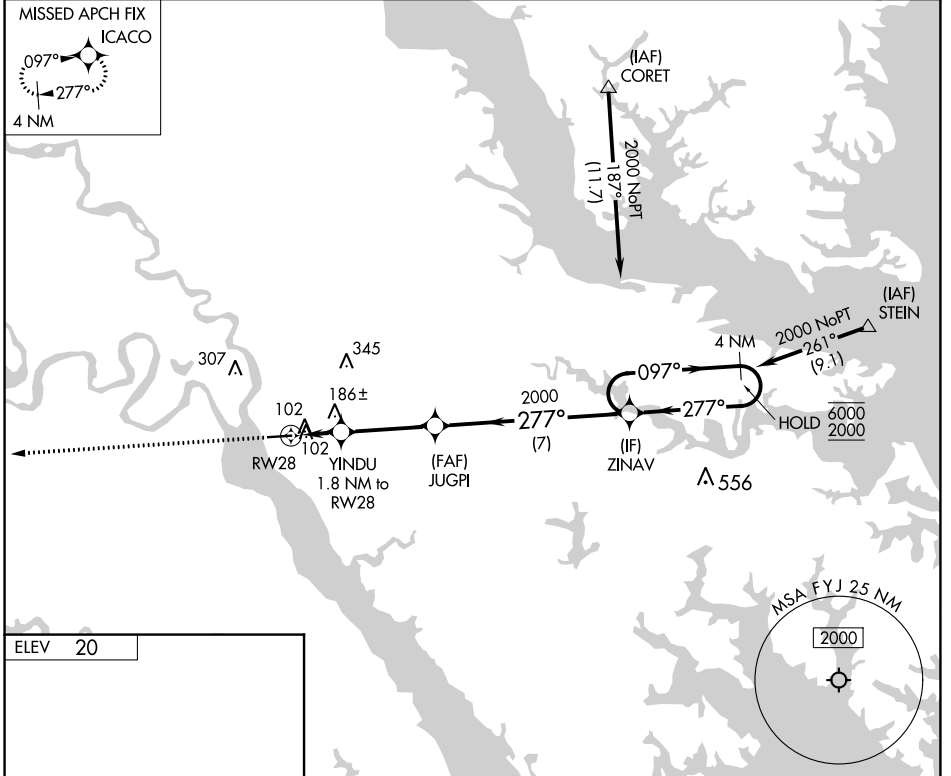 MISSED APCH FIX
ICACO
097°
277°
4 NM
(IAF)
CORET
2000 NoPT
187°
(11.7)
(IAF)
STEIN
2000 NoPT
261°
(9.1)
4 NM
097°
277°
HOLD
6000
2000
307
345
186±
102
102
2000
277°
(7)
RW28
YINDU
1.8 NM to
RW28
(FAF)
JUGPI
(IF)
ZINAV
556
MSA FYJ 25 NM
2000
ELEV 20